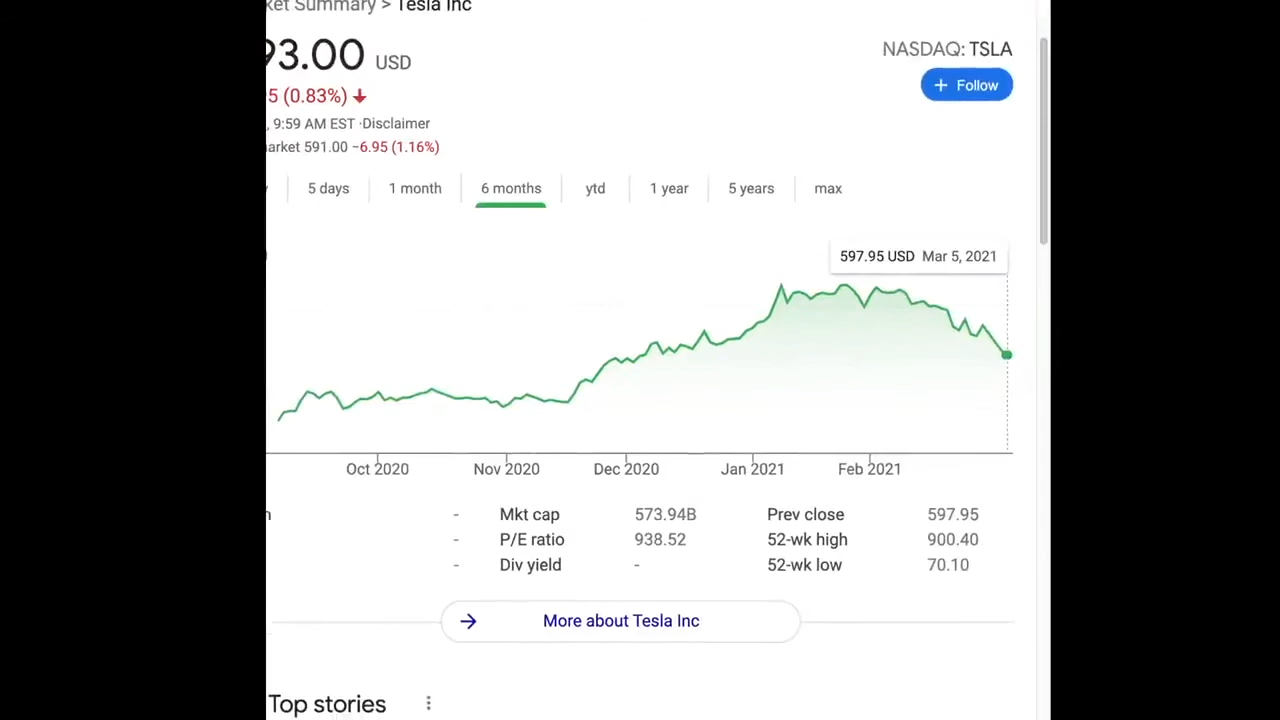 Market Summary > Tesla Inc
93.00 USD
NASDAQ: TSLA
5 (0.83%)
+ Follow
, 9:59 AM EST ·Disclaimer
arket 591.00 −6.95 (1.16%)
5 days 1 month 6 months ytd 1 year 5 years max
597.95 USD Mar 5, 2021
Oct 2020 Nov 2020 Dec 2020 Jan 2021 Feb 2021
- Mkt cap 573.94B Prev close 597.95
- P/E ratio 938.52 52-wk high 900.40
- Div yield - 52-wk low 70.10
More about Tesla Inc
Top stories